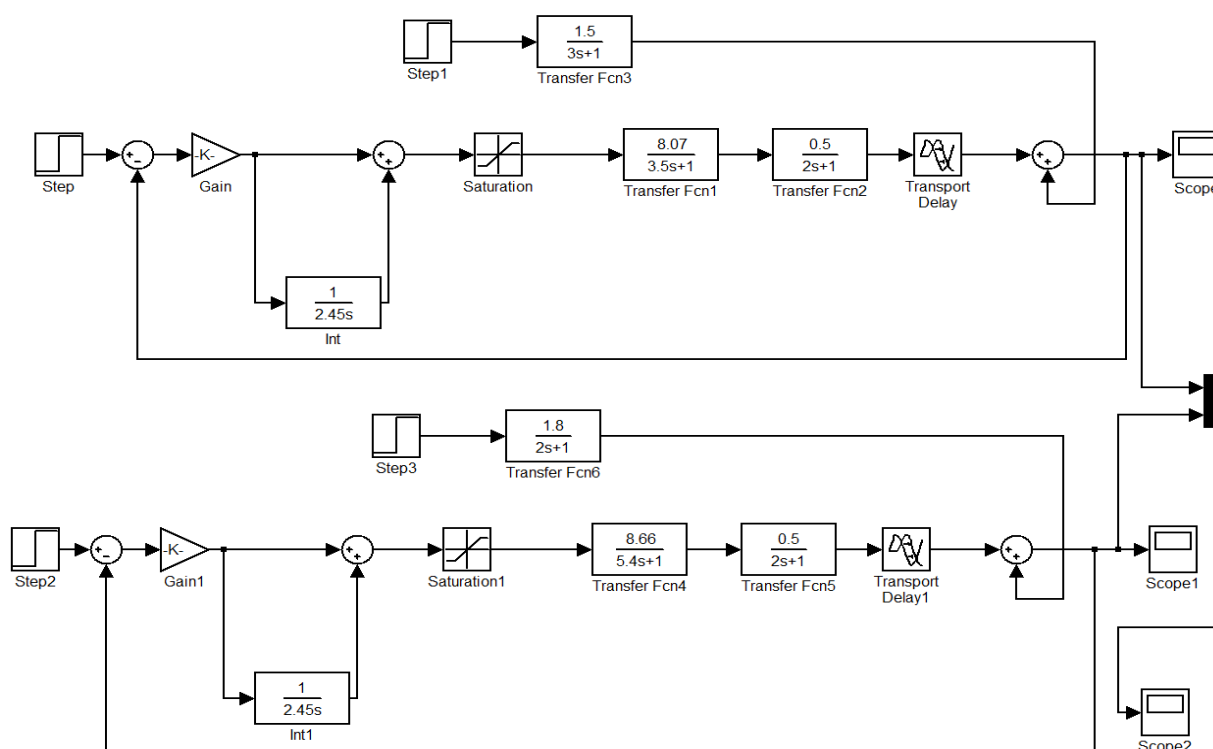 1.5
3s+1
Step1
Transfer Fcn3
+
-
-K-
+
+
8.07
3.5s+1
0.5
2s+1
+
+
Step
Gain
Saturation
Transfer Fcn1
Transfer Fcn2
Transport
Delay
Scope
1
2.45s
Int
1.8
2s+1
Step3
Transfer Fcn6
+
-
-K-
+
+
8.66
5.4s+1
0.5
2s+1
+
+
Step2
Gain1
Saturation1
Transfer Fcn4
Transfer Fcn5
Transport
Delay1
Scope1
1
2.45s
Int1
Scope2